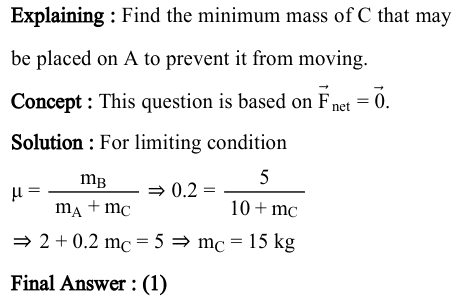 Explaining : Find the minimum mass of C that may
be placed on A to prevent it from moving.
Concept : This question is based on F⃗ net = 0⃗.
Solution : For limiting condition
μ = mB / (mA + mC) ⇒ 0.2 = 5 / (10 + mC)
⇒ 2 + 0.2 mC = 5 ⇒ mC = 15 kg
Final Answer : (1)